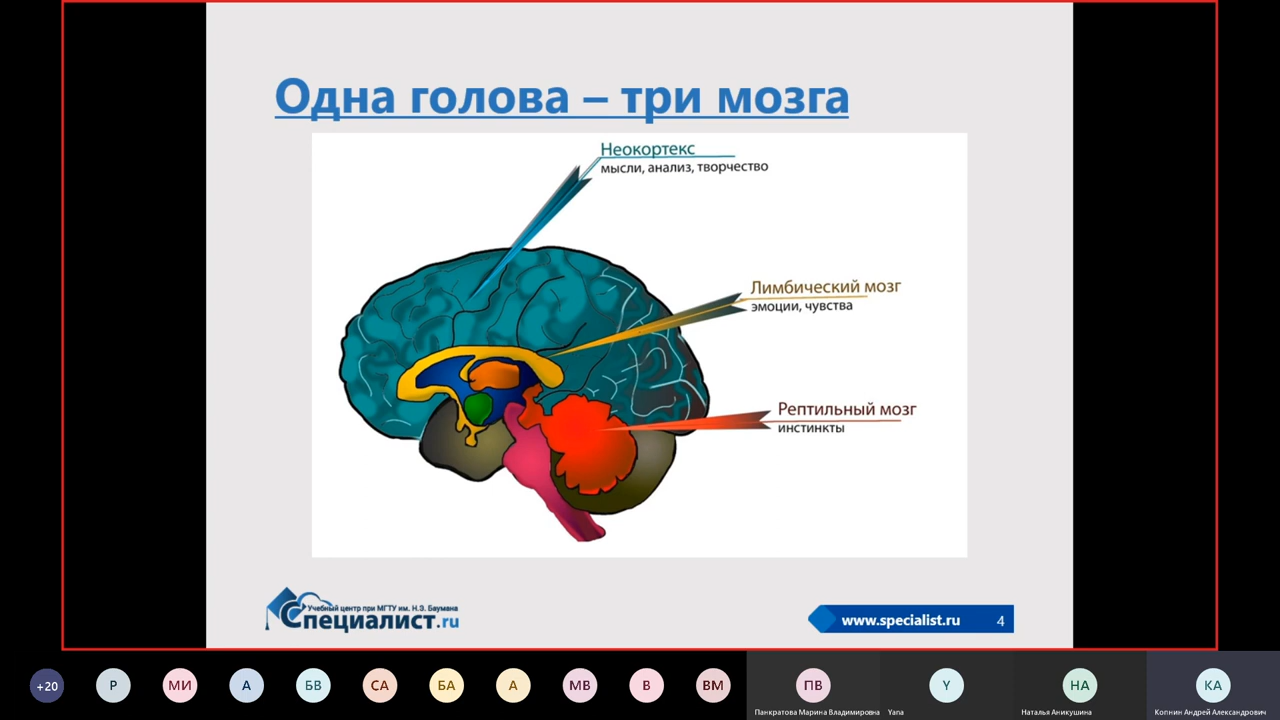 Одна голова – три мозга
Неокортекс
мысли, анализ, творчество
Лимбический мозг
эмоции, чувства
Рептильный мозг
инстинкты
Учебный центр при МГТУ им. Н.Э. Баумана
Специалист.ru
www.specialist.ru 4
+20 Р МИ А БВ СА БА А МВ В ВМ ПВ Y НА КА
Панкратова Марина Владимировна Yana Наталья Аникушина Копнин Андрей Александрович